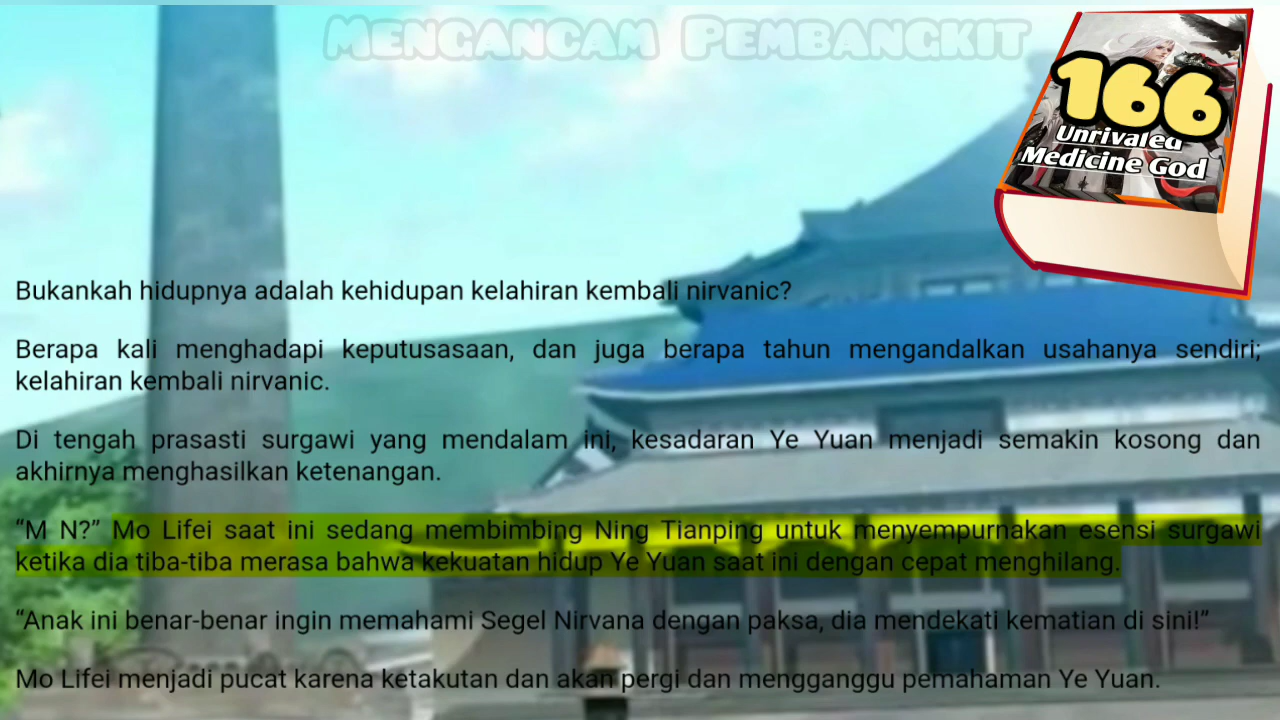 Mengancam Pembangkit
166
Unrivaled
Medicine God
Bukankah hidupnya adalah kehidupan kelahiran kembali nirvanic?
Berapa kali menghadapi keputusasaan, dan juga berapa tahun mengandalkan usahanya sendiri;
kelahiran kembali nirvanic.
Di tengah prasasti surgawi yang mendalam ini, kesadaran Ye Yuan menjadi semakin kosong dan
akhirnya menghasilkan ketenangan.
“M N?” Mo Lifei saat ini sedang membimbing Ning Tianping untuk menyempurnakan esensi surgawi
ketika dia tiba-tiba merasa bahwa kekuatan hidup Ye Yuan saat ini dengan cepat menghilang.
“Anak ini benar-benar ingin memahami Segel Nirvana dengan paksa, dia mendekati kematian di sini!”
Mo Lifei menjadi pucat karena ketakutan dan akan pergi dan mengganggu pemahaman Ye Yuan.